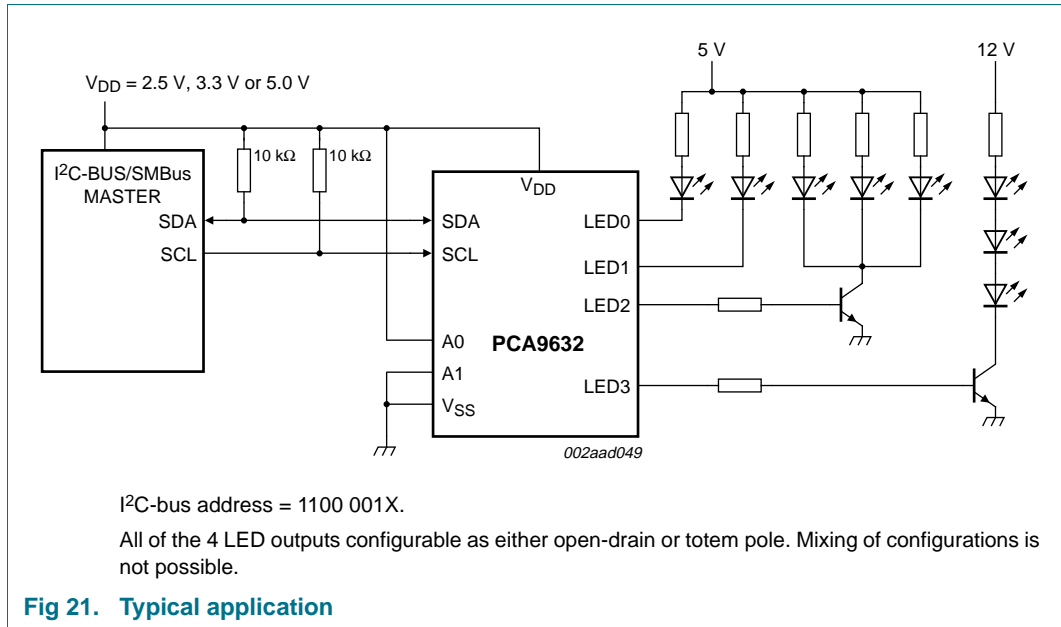 5 V
12 V
VDD = 2.5 V, 3.3 V or 5.0 V
10 kΩ
10 kΩ
I2C-BUS/SMBus
MASTER
SDA
SCL
VDD
SDA
SCL
A0
A1
VSS
PCA9632
LED0
LED1
LED2
LED3
002aad049
I2C-bus address = 1100 001X.
All of the 4 LED outputs configurable as either open-drain or totem pole. Mixing of configurations is
not possible.
Fig 21. Typical application